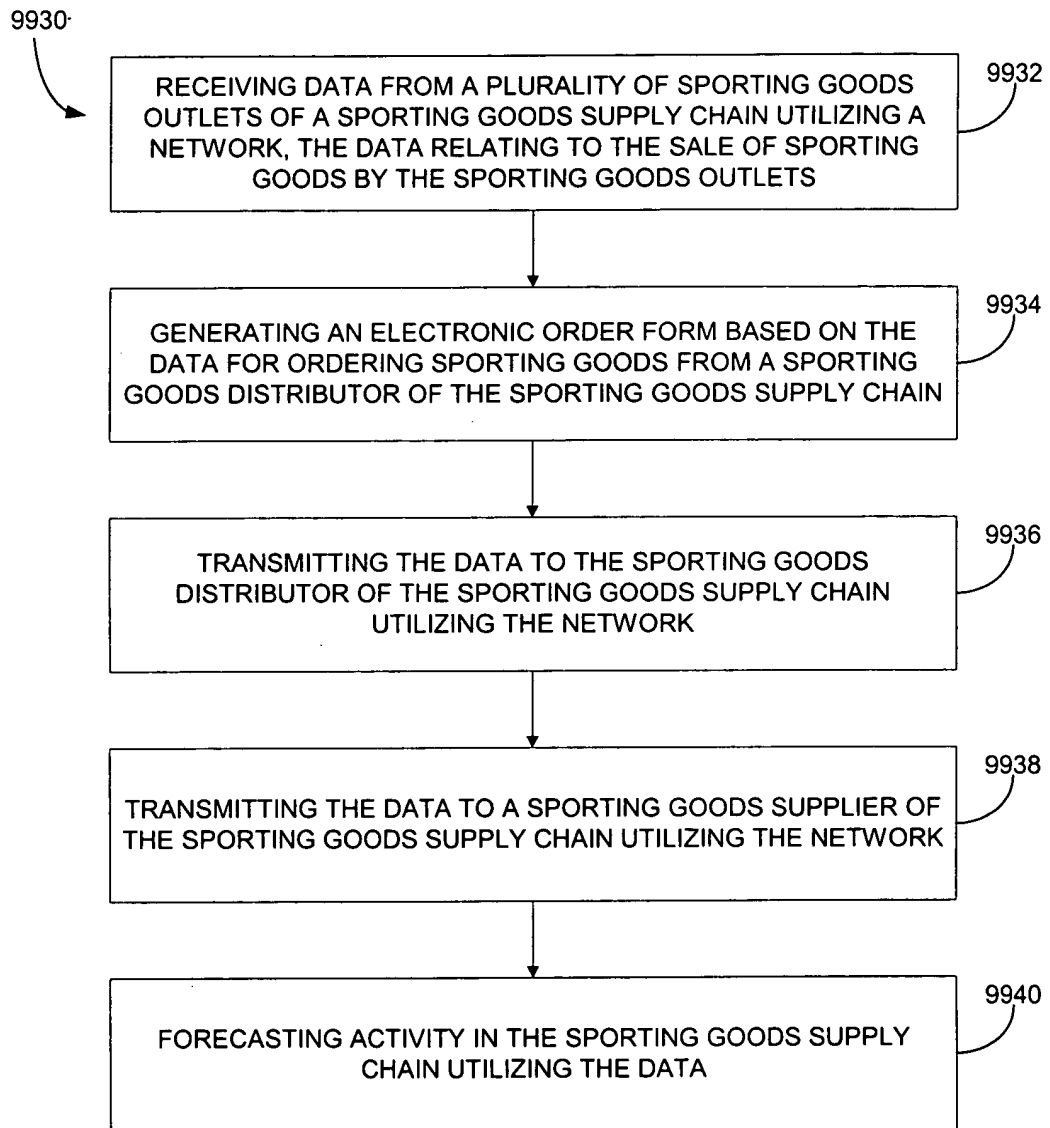 9930
9932
RECEIVING DATA FROM A PLURALITY OF SPORTING GOODS
OUTLETS OF A SPORTING GOODS SUPPLY CHAIN UTILIZING A
NETWORK, THE DATA RELATING TO THE SALE OF SPORTING
GOODS BY THE SPORTING GOODS OUTLETS
9934
GENERATING AN ELECTRONIC ORDER FORM BASED ON THE
DATA FOR ORDERING SPORTING GOODS FROM A SPORTING
GOODS DISTRIBUTOR OF THE SPORTING GOODS SUPPLY CHAIN
9936
TRANSMITTING THE DATA TO THE SPORTING GOODS
DISTRIBUTOR OF THE SPORTING GOODS SUPPLY CHAIN
UTILIZING THE NETWORK
9938
TRANSMITTING THE DATA TO A SPORTING GOODS SUPPLIER OF
THE SPORTING GOODS SUPPLY CHAIN UTILIZING THE NETWORK
9940
FORECASTING ACTIVITY IN THE SPORTING GOODS SUPPLY
CHAIN UTILIZING THE DATA